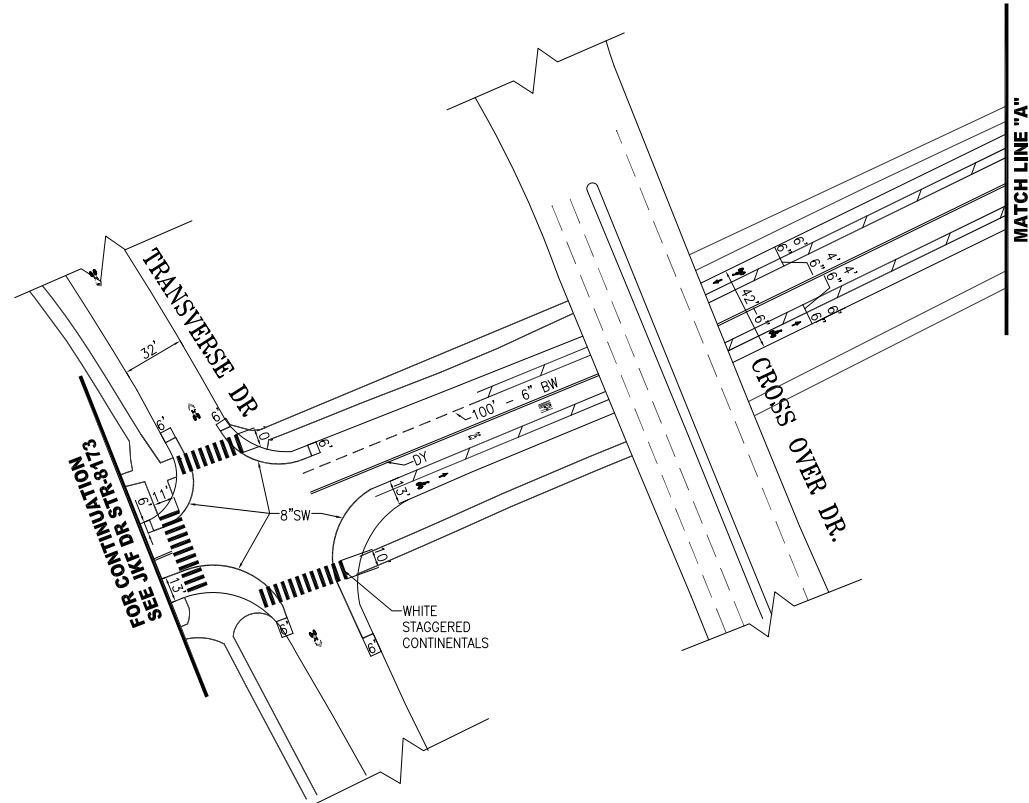 MATCH LINE "A"
TRANSVERSE DR
32'
6'
6'
10'
6'
100' - 6" BW
DY
13'
8"SW
11'
6'
13'
FOR CONTINUATION
SEE JKF DR STR-8173
10'
6'
6'
WHITE
STAGGERED
CONTINENTALS
CROSS OVER DR.
6"
6'
6"
4'
42'-6"
6"
4'
6"
6'